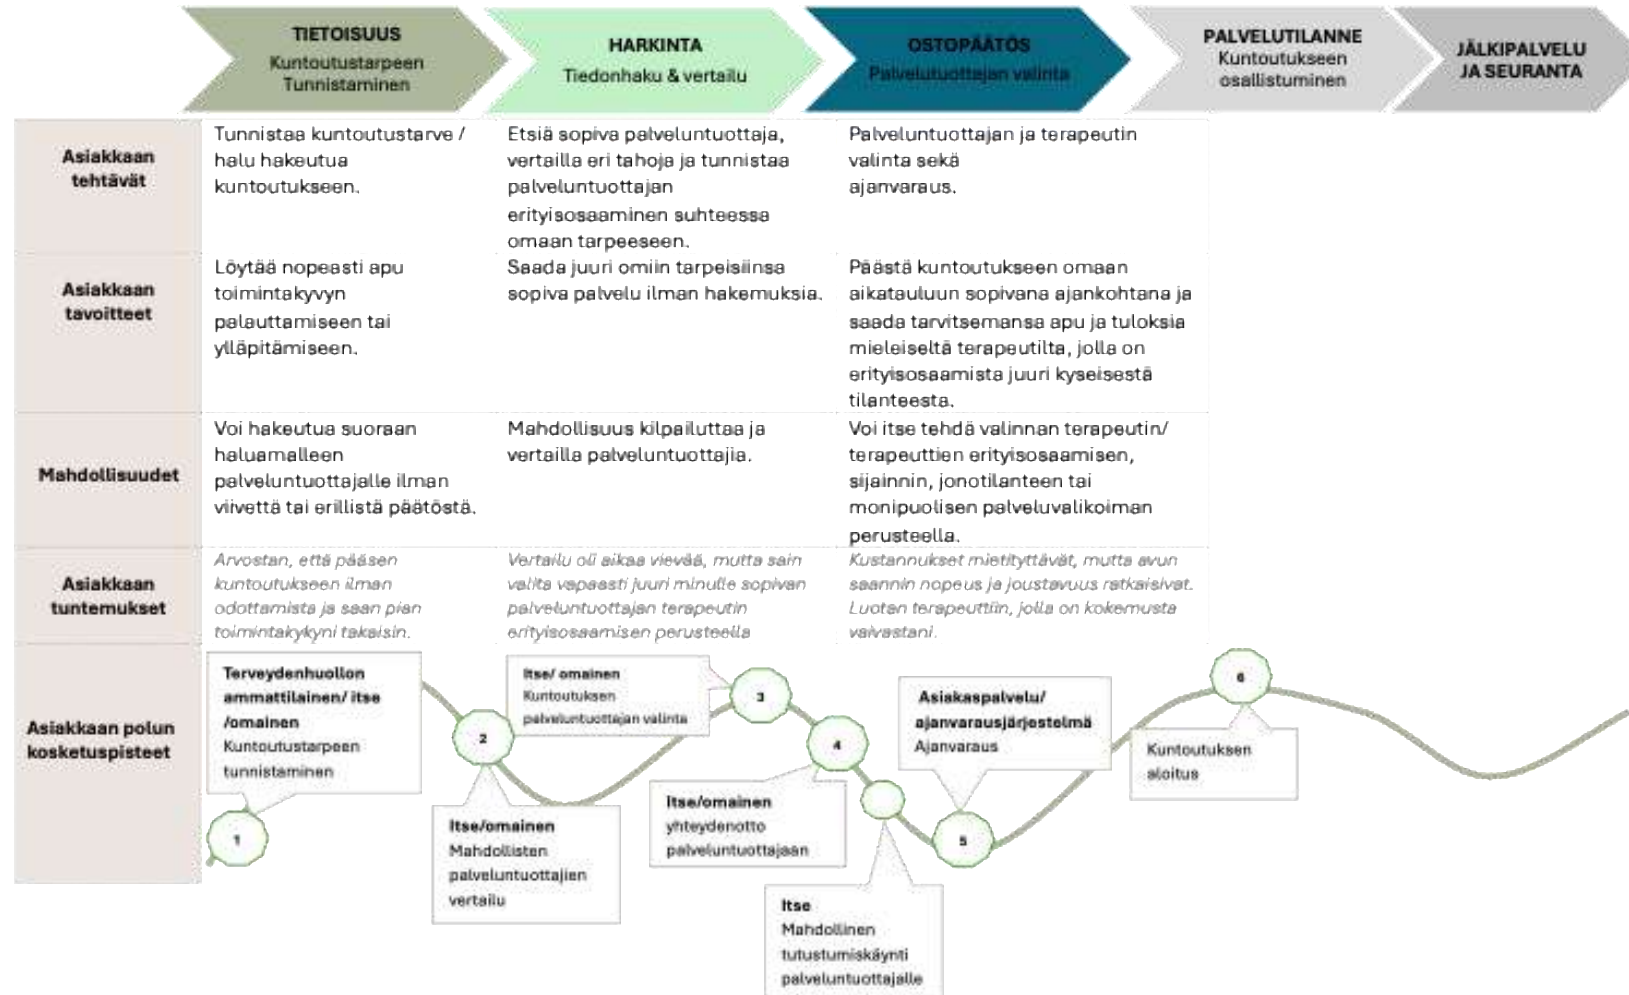 TIETOISUUS
Kuntoutustarpeen
Tunnistaminen
HARKINTA
Tiedonhaku & vertailu
OSTOPÄÄTÖS
Palvelutuottajan valinta
PALVELUTILANNE
Kuntoutukseen
osallistuminen
JÄLKIPALVELU
JA SEURANTA
Asiakkaan
tehtävät
Tunnistaa kuntoutustarve /
halu hakeutua
kuntoutukseen.
Etsiä sopiva palveluntuottaja,
vertailla eri tahoja ja tunnistaa
palveluntuottajan
erityisosaaminen suhteessa
omaan tarpeeseen.
Palveluntuottajan ja terapeutin
valinta sekä
ajanvaraus.
Asiakkaan
tavoitteet
Löytää nopeasti apu
toimintakyvyn
palauttamiseen tai
ylläpitämiseen.
Saada juuri omiin tarpeisiinsa
sopiva palvelu ilman hakemuksia.
Päästä kuntoutukseen omaan
aikatauluun sopivana ajankohtana ja
saada tarvitsemansa apu ja tuloksia
mieleiseltä terapeutilta, jolla on
erityisosaamista juuri kyseisestä
tilanteesta.
Mahdollisuudet
Voi hakeutua suoraan
haluamalleen
palveluntuottajalle ilman
viivettä tai erillistä päätöstä.
Mahdollisuus kilpailuttaa ja
vertailla palveluntuottajia.
Voi itse tehdä valinnan terapeutin/
terapeuttien erityisosaamisen,
sijainnin, jonotilanteen tai
monipuolisen palveluvalikoiman
perusteella.
Asiakkaan
tuntemukset
Arvostan, että pääsen
kuntoutukseen ilman
odottamista ja saan pian
toimintakykyni takaisin.
Vertailu oli aikaa vievää, mutta sain
valita vapaasti juuri minulle sopivan
palveluntuottajan terapeutin
erityisosaamisen perusteella
Kustannukset mietityttävät, mutta avun
saannin nopeus ja joustavuus ratkaisivat.
Luotan terapeuttiin, jolla on kokemusta
vaivastani.
Asiakkaan polun
kosketuspisteet
Terveydenhuollon
ammattilainen/ itse
/omainen
Kuntoutustarpeen
tunnistaminen
1
2
Itse/omainen
Mahdollisten
palveluntuottajien
vertailu
Itse/ omainen
Kuntoutuksen
palveluntuottajan valinta
3
4
Itse/omainen
yhteydenotto
palveluntuottajaan
Itse
Mahdollinen
tutustumiskäynti
palveluntuottajalle
Asiakaspalvelu/
ajanvarausjärjestelmä
Ajanvaraus
5
6
Kuntoutuksen
aloitus